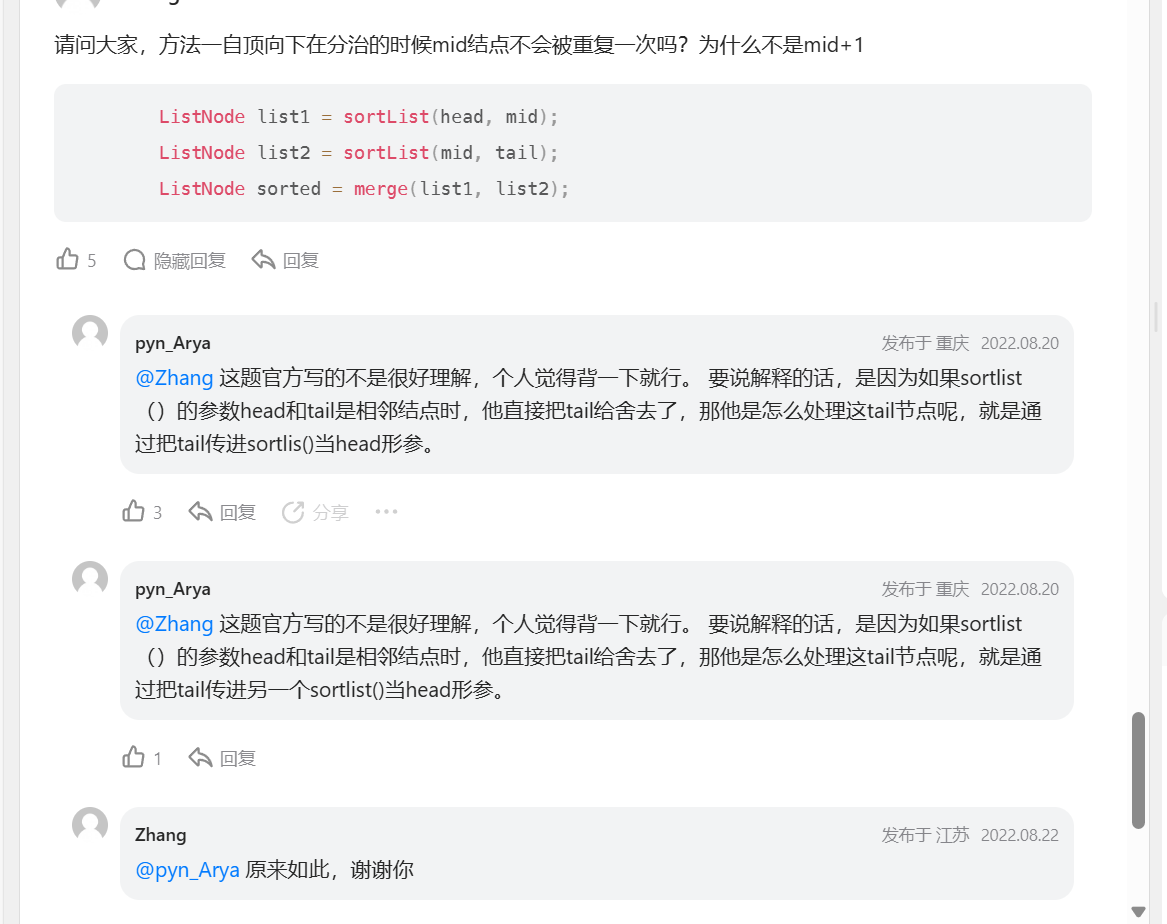 请问大家，方法一自顶向下在分治的时候mid结点不会被重复一次吗？为什么不是mid+1
ListNode list1 = sortList(head, mid);
ListNode list2 = sortList(mid, tail);
ListNode sorted = merge(list1, list2);
5 隐藏回复 回复
pyn_Arya 发布于 重庆 2022.08.20
@Zhang 这题官方写的不是很好理解，个人觉得背一下就行。 要说解释的话，是因为如果sortlist
（）的参数head和tail是相邻结点时，他直接把tail给舍去了，那他是怎么处理这tail节点呢，就是通
过把tail传进sortlis()当head形参。
3 回复 分享 ···
pyn_Arya 发布于 重庆 2022.08.20
@Zhang 这题官方写的不是很好理解，个人觉得背一下就行。 要说解释的话，是因为如果sortlist
（）的参数head和tail是相邻结点时，他直接把tail给舍去了，那他是怎么处理这tail节点呢，就是通
过把tail传进另一个sortlist()当head形参。
1 回复
Zhang 发布于 江苏 2022.08.22
@pyn_Arya 原来如此，谢谢你